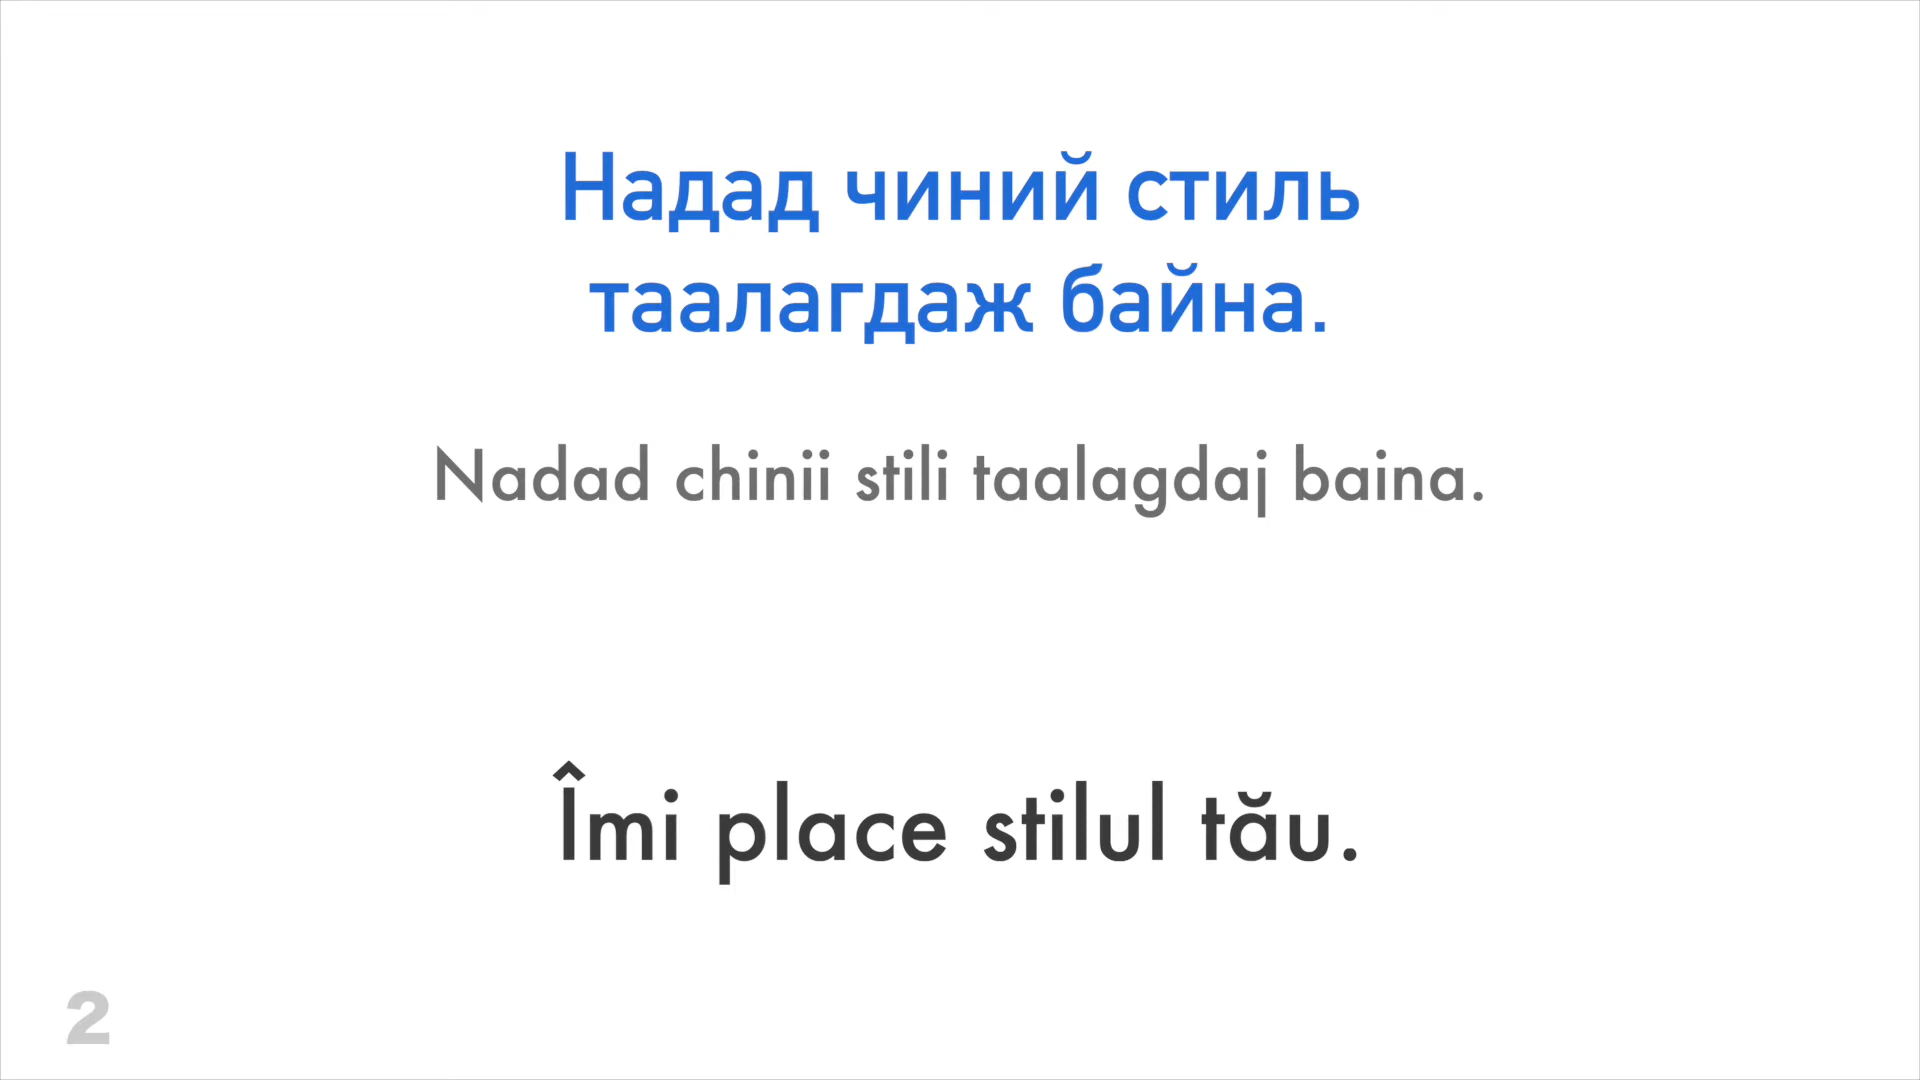 Надад чиний стиль
таалагдаж байна.
Nadad chinii stili taalagdaj baina.
Îmi place stilul tău.
2